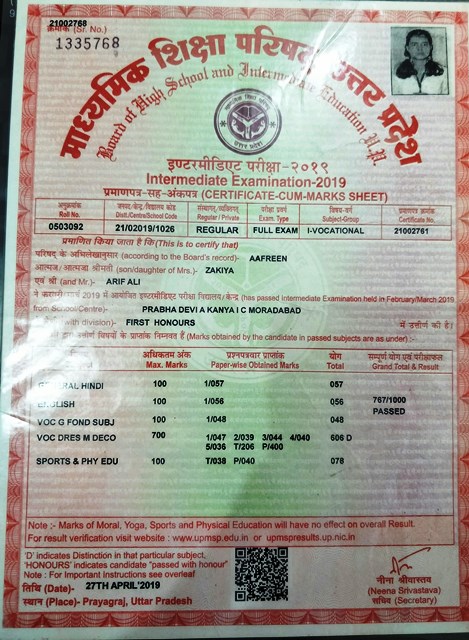 21002768
क्रमांक (Sr. No.)
1335768
माध्यमिक शिक्षा परिषद् उत्तर प्रदेश
Board of High School and Intermediate Education U.P.
इण्टरमीडिएट परीक्षा-२०१९
Intermediate Examination-2019
प्रमाणपत्र-सह-अंकपत्र (CERTIFICATE-CUM-MARKS SHEET)
अनुक्रमांक जनपद/केन्द्र/विद्यालय कोड संस्थागत/व्यक्तिगत परीक्षा प्रकार विषय-वर्ग प्रमाणपत्र क्रमांक
Roll No. Distt./Centre/School Code Regular / Private Exam. Type Subject-Group Certificate No.
0503092 21/02019/1026 REGULAR FULL EXAM I-VOCATIONAL 21002761
प्रमाणित किया जाता है कि(This is to certify that)
परिषद के अभिलेखानुसार (according to the Board's record)- AAFREEN
आत्मज/आत्मजा श्रीमती (son/daughter of Mrs.)- ZAKIYA
एवं श्री (and Mr.)- ARIF ALI
ने फरवरी/मार्च 2019 में आयोजित इण्टरमीडिएट परीक्षा विद्यालय/केन्द्र (has passed intermediate Examination held in February/March 2019
from School/Centre)- PRABHA DEVI A KANYA I C MORADABAD
with division)- FIRST HONOURS में उत्तीर्ण की है।
विषयों के प्राप्तांक निम्नवत हैं (Marks obtained by the candidate in passed subjects are as under) :-
विषय अधिकतम अंक प्रश्नपत्रवार प्राप्तांक योग सम्पूर्ण योग एवं परीक्षाफल
Max. Marks Paper-wise Obtained Marks Total Grand Total & Result
GENERAL HINDI 100 1/057 057
ENGLISH 100 1/056 056 767/1000
PASSED
VOC G FOND SUBJ 100 1/048 048
VOC DRES M DECO 700 1/047 2/039 3/044 4/040 606 D
5/036 T/206 P/400
SPORTS & PHY EDU 100 T/038 P/040 078
Note :- Marks of Moral, Yoga, Sports and Physical Education will have no effect on overall Result.
For result verification visit website : www.upmsp.edu.in or upmspresults.up.nic.in
'D' indicates Distinction in that particular subject,
'HONOURS' indicates candidate "passed with honour"
Note : For Important Instructions see overleaf
तिथि (Date)- 27TH APRIL'2019
स्थान (Place)- Prayagraj, Uttar Pradesh
नीना श्रीवास्तव
(Neena Srivastava)
सचिव (Secretary)